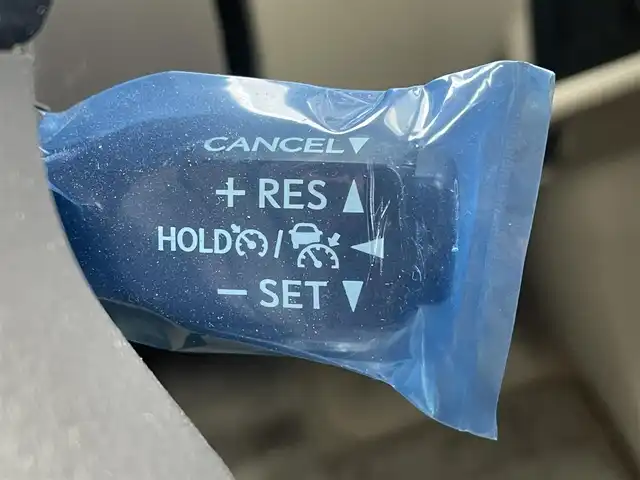 CANCEL▼
+ RES ▲
HOLD / ◀
− SET ▼